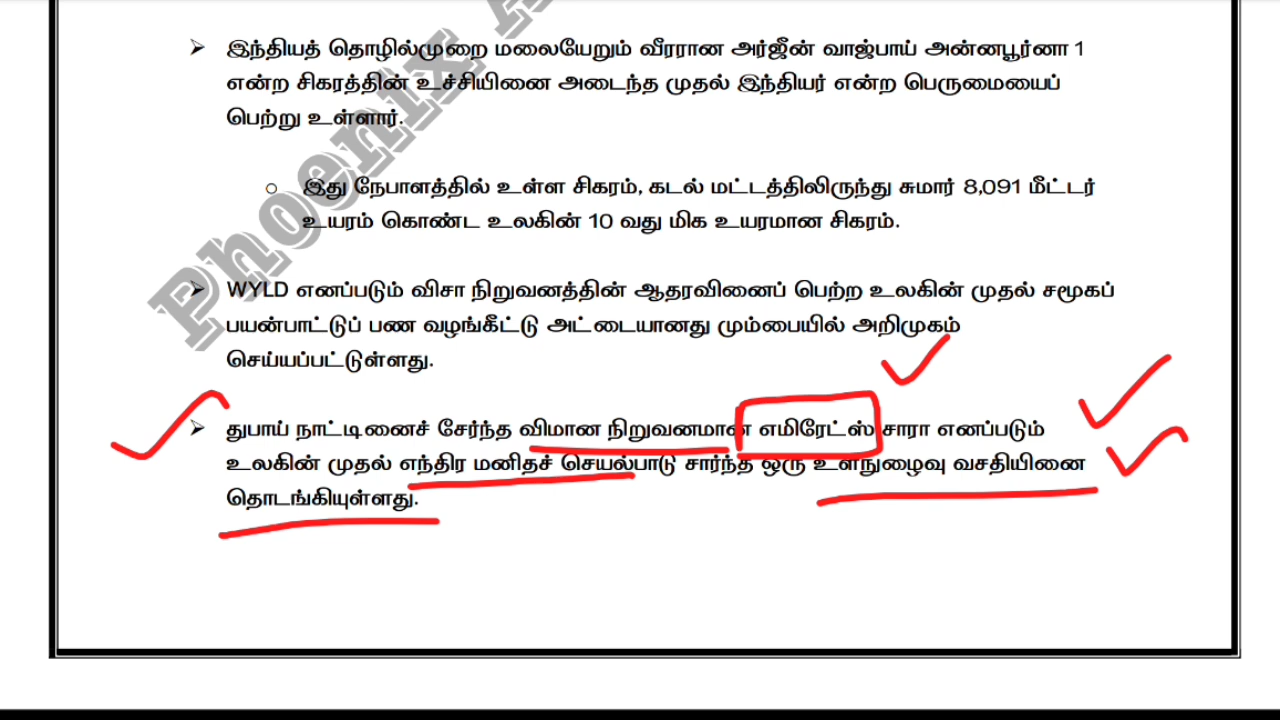 இந்தியத் தொழில்முறை மலையேறும் வீரரான அர்ஜீன் வாஜ்பாய் அன்னபூர்னா 1
என்ற சிகரத்தின் உச்சியினை அடைந்த முதல் இந்தியர் என்ற பெருமையைப்
பெற்று உள்ளார்.
இது நேபாளத்தில் உள்ள சிகரம், கடல் மட்டத்திலிருந்து சுமார் 8,091 மீட்டர்
உயரம் கொண்ட உலகின் 10 வது மிக உயரமான சிகரம்.
WYLD எனப்படும் விசா நிறுவனத்தின் ஆதரவினைப் பெற்ற உலகின் முதல் சமூகப்
பயன்பாட்டுப் பண வழங்கீட்டு அட்டையானது மும்பையில் அறிமுகம்
செய்யப்பட்டுள்ளது.
துபாய் நாட்டினைச் சேர்ந்த விமான நிறுவனமான எமிரேட்ஸ் சாரா எனப்படும்
உலகின் முதல் எந்திர மனிதச் செயல்பாடு சார்ந்த ஒரு உள்நுழைவு வசதியினை
தொடங்கியுள்ளது.
Phoenix